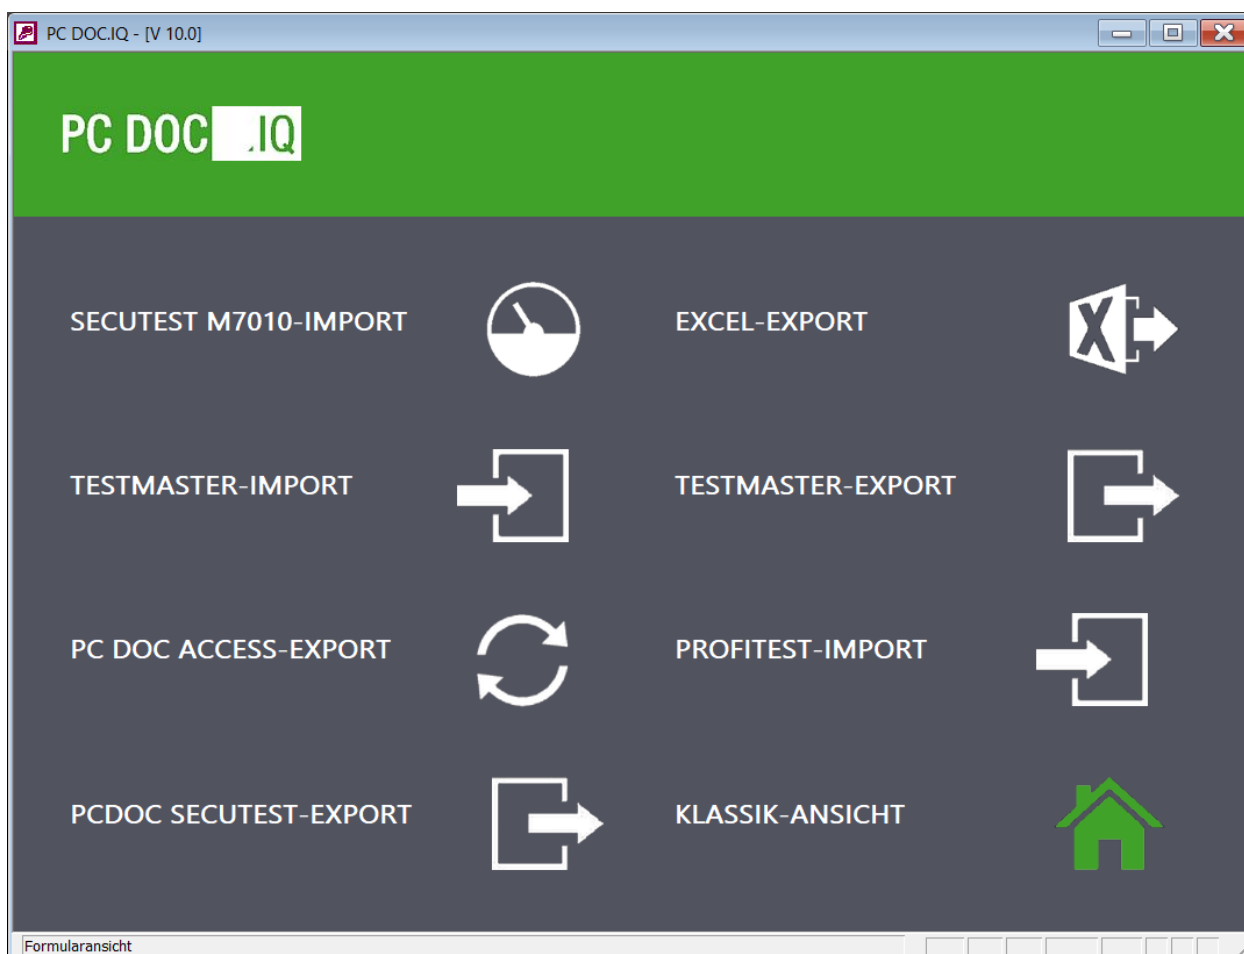 PC DOC.IQ - [V 10.0]
PC DOC .IQ
SECUTEST M7010-IMPORT
EXCEL-EXPORT
TESTMASTER-IMPORT
TESTMASTER-EXPORT
PC DOC ACCESS-EXPORT
PROFITEST-IMPORT
PCDOC SECUTEST-EXPORT
KLASSIK-ANSICHT
Formularansicht